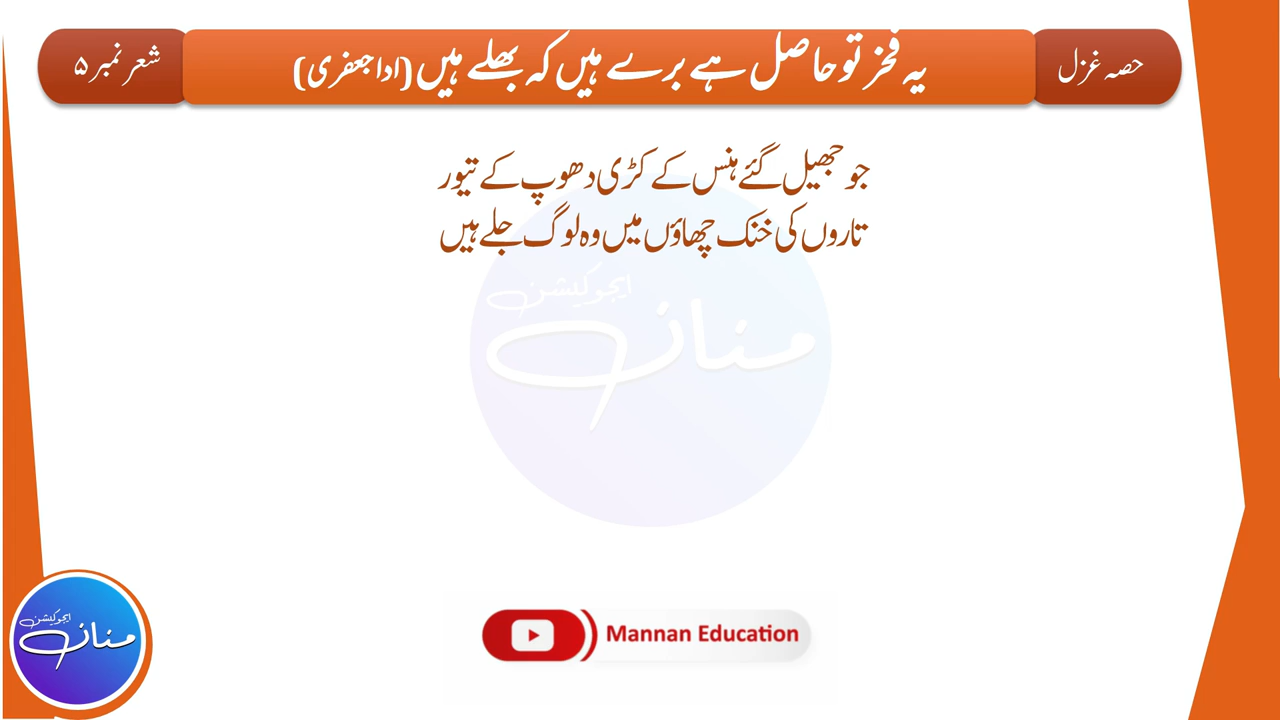 حصہ غزل
یہ فخر تو حاصل ہے برے ہیں کہ بھلے ہیں (ادا جعفری)
شعر نمبر ۵
جو جھیل گئے ہنس کے کڑی دھوپ کے تیور
تاروں کی خنک چھاؤں میں وہ لوگ جلے ہیں
ایجوکیشن
منان
Mannan Education
ایجوکیشن
منان